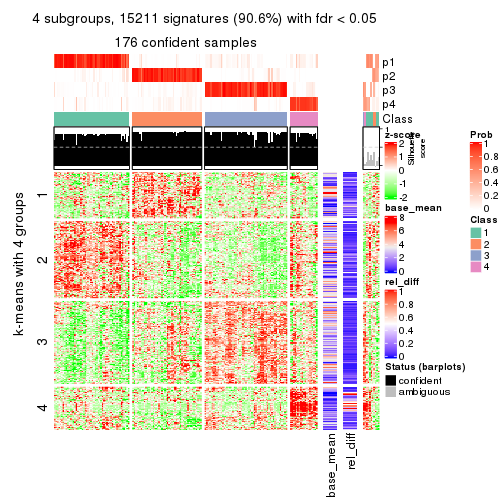 4 subgroups, 15211 signatures (90.6%) with fdr < 0.05
176 confident samples
p1
p2
p3
p4
Class
k-means with 4 groups
1
2
3
4
1
Silhouette
score
z-score
2
1
0
-1
-2
base_mean
8
6
4
2
0
rel_diff
1
0.8
0.6
0.4
0.2
0
Status (barplots)
confident
ambiguous
Prob
1
0.8
0.6
0.4
0.2
0
Class
1
2
3
4
base_mean
rel_diff